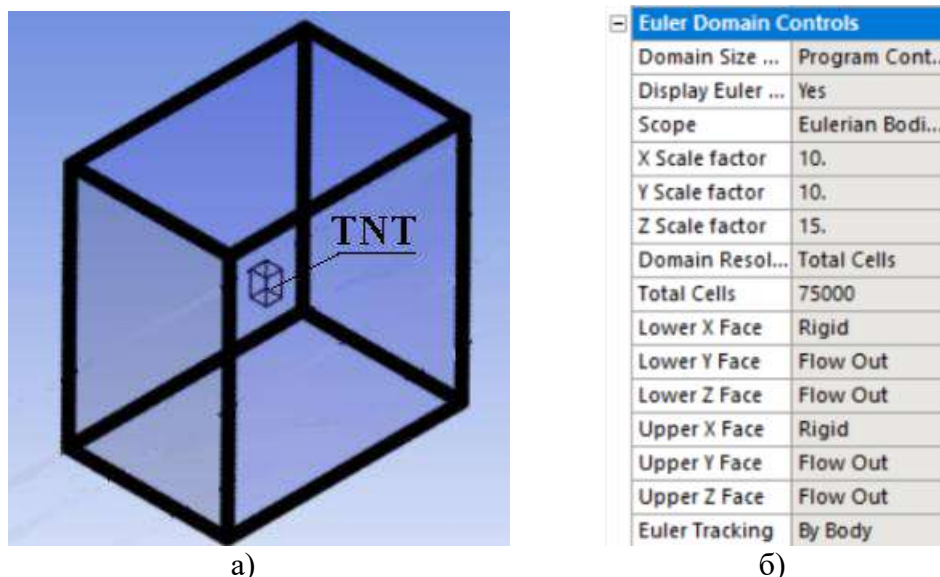 TNT
а)
Euler Domain Controls
Domain Size ... Program Cont..
Display Euler ... Yes
Scope Eulerian Bodi...
X Scale factor 10.
Y Scale factor 10.
Z Scale factor 15.
Domain Resol... Total Cells
Total Cells 75000
Lower X Face Rigid
Lower Y Face Flow Out
Lower Z Face Flow Out
Upper X Face Rigid
Upper Y Face Flow Out
Upper Z Face Flow Out
Euler Tracking By Body
б)